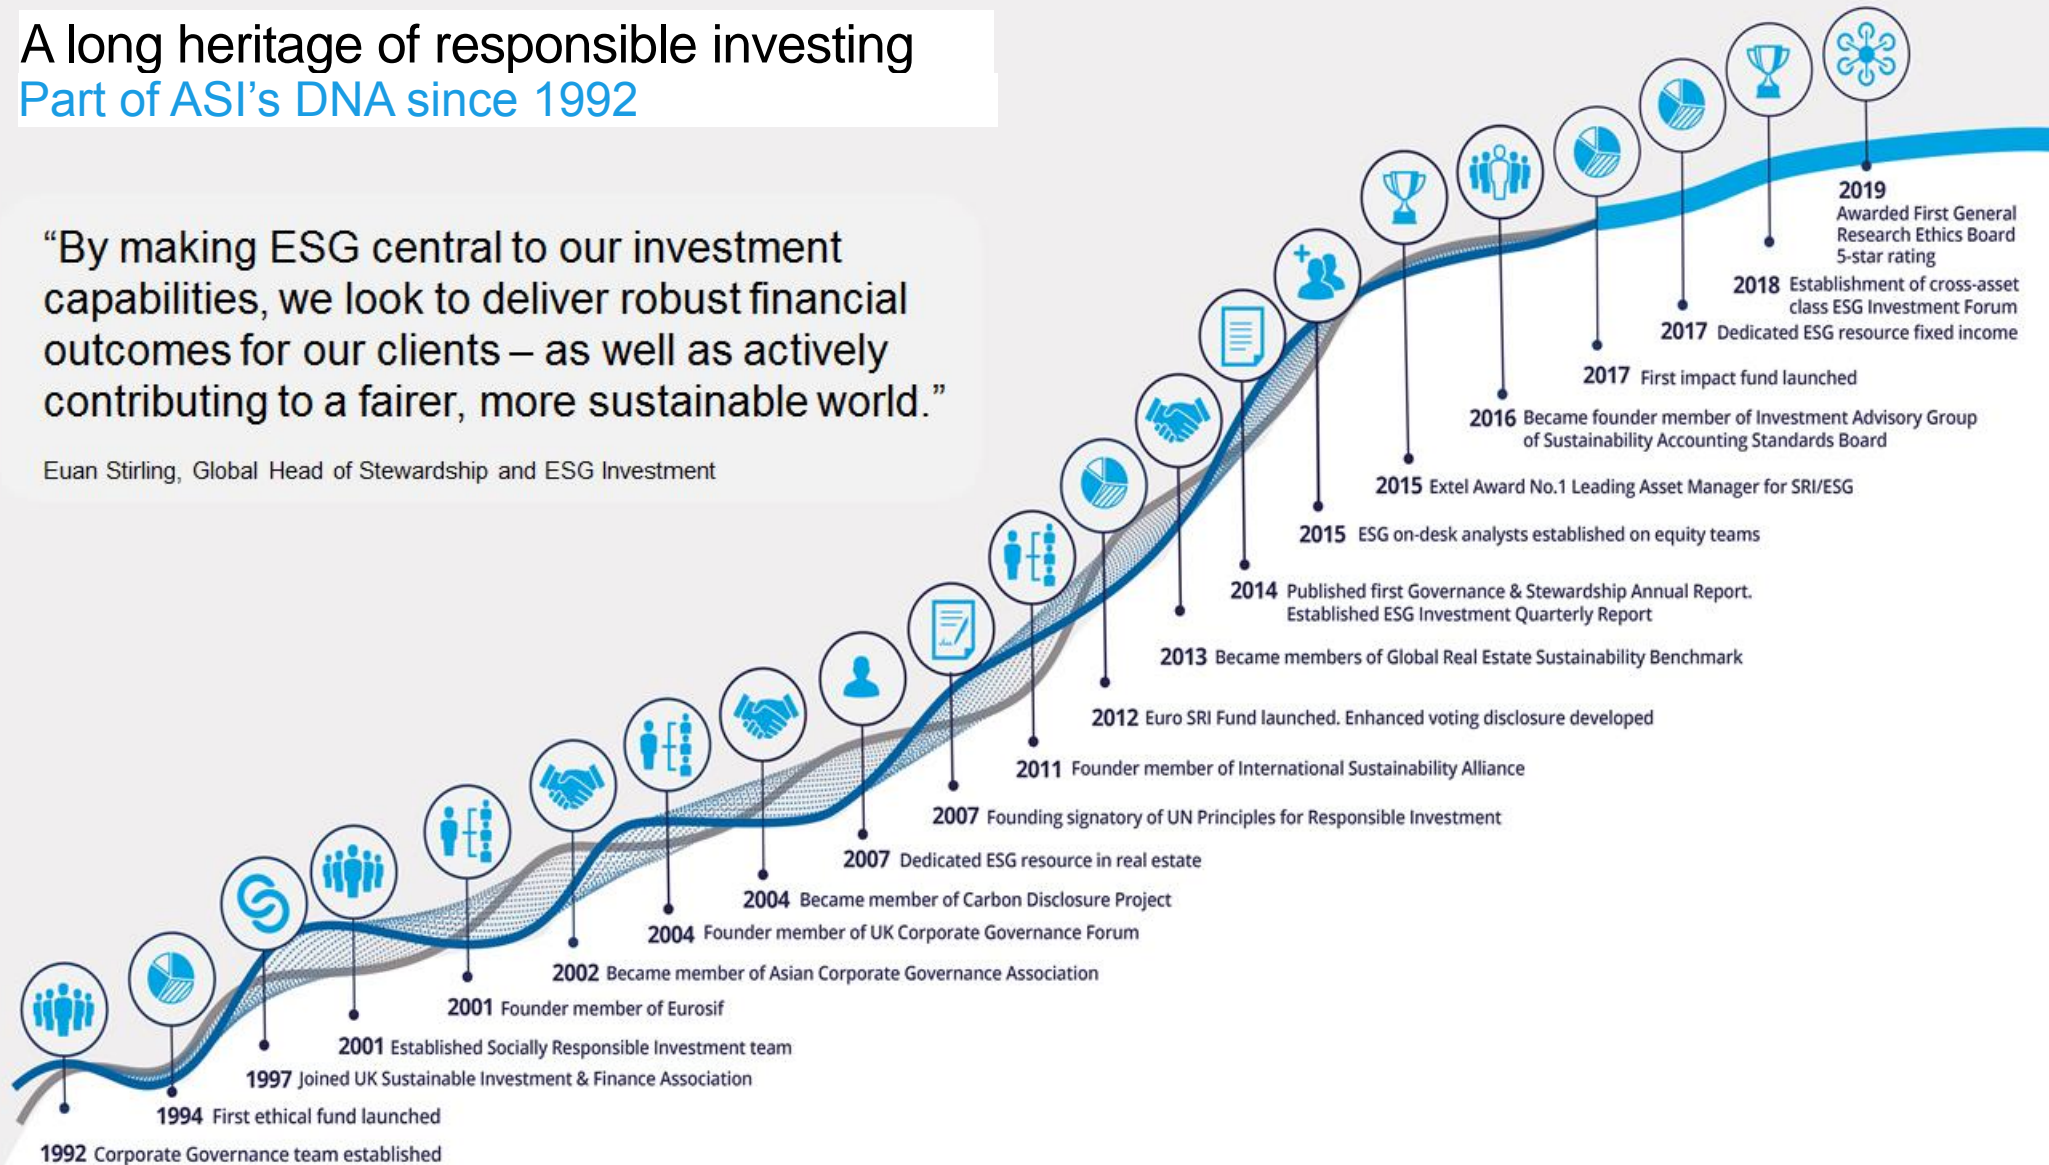 A long heritage of responsible investing
Part of ASI's DNA since 1992
“By making ESG central to our investment
capabilities, we look to deliver robust financial
outcomes for our clients – as well as actively
contributing to a fairer, more sustainable world.”
Euan Stirling, Global Head of Stewardship and ESG Investment
2019
Awarded First General
Research Ethics Board
5-star rating
2018 Establishment of cross-asset
class ESG Investment Forum
2017 Dedicated ESG resource fixed income
2017 First impact fund launched
2016 Became founder member of Investment Advisory Group
of Sustainability Accounting Standards Board
2015 Extel Award No.1 Leading Asset Manager for SRI/ESG
2015 ESG on-desk analysts established on equity teams
2014 Published first Governance & Stewardship Annual Report.
Established ESG Investment Quarterly Report
2013 Became members of Global Real Estate Sustainability Benchmark
2012 Euro SRI Fund launched. Enhanced voting disclosure developed
2011 Founder member of International Sustainability Alliance
2007 Founding signatory of UN Principles for Responsible Investment
2007 Dedicated ESG resource in real estate
2004 Became member of Carbon Disclosure Project
2004 Founder member of UK Corporate Governance Forum
2002 Became member of Asian Corporate Governance Association
2001 Founder member of Eurosif
2001 Established Socially Responsible Investment team
1997 Joined UK Sustainable Investment & Finance Association
1994 First ethical fund launched
1992 Corporate Governance team established